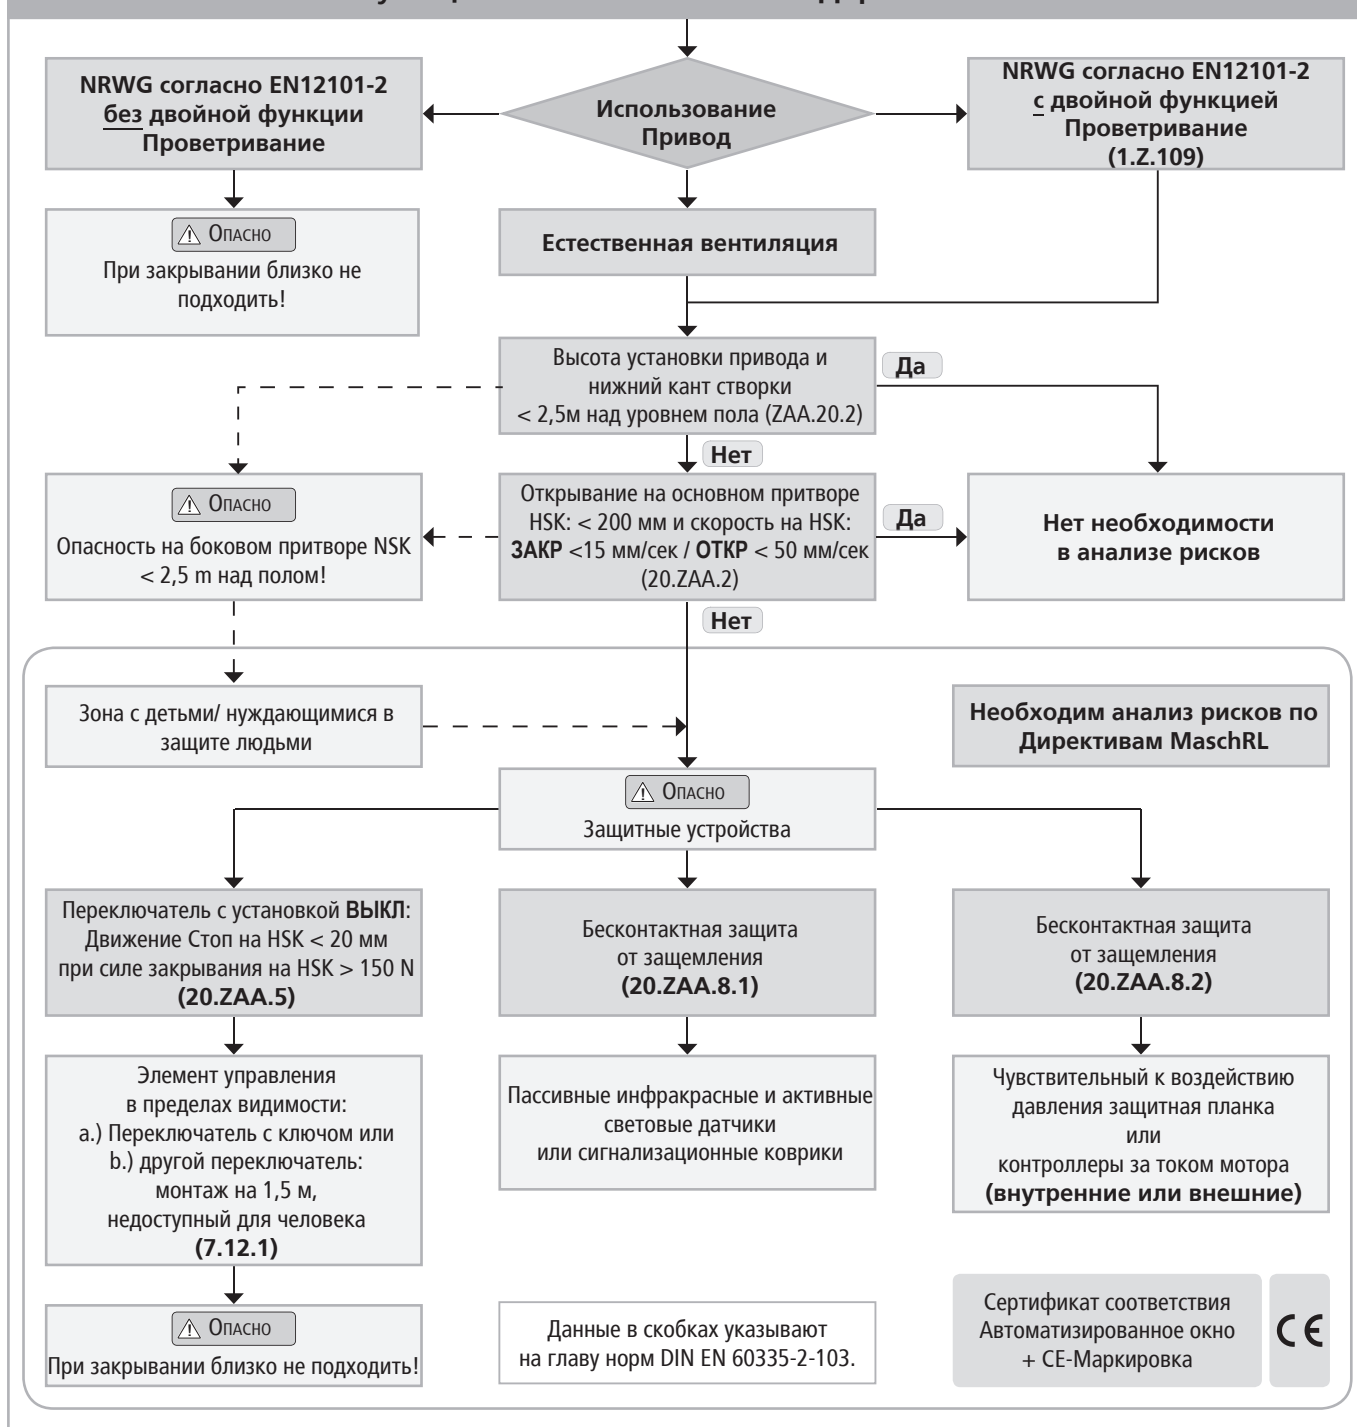 NRWG согласно EN12101-2
без двойной функции
Проветривание
Использование
Привод
NRWG согласно EN12101-2
с двойной функцией
Проветривание
(1.Z.109)
Опасно
При закрывании близко не
подходить!
Естественная вентиляция
Высота установки привода и
нижний кант створки
< 2,5м над уровнем пола (ZAA.20.2)
Да
Нет
Опасно
Опасность на боковом притворе NSK
< 2,5 m над полом!
Открывание на основном притворе
HSK: < 200 мм и скорость на HSK:
ЗАКР <15 мм/сек / ОТКР < 50 мм/сек
(20.ZAA.2)
Да
Нет необходимости
в анализе рисков
Нет
Зона с детьми/ нуждающимися в
защите людьми
Необходим анализ рисков по
Директивам MaschRL
Опасно
Защитные устройства
Переключатель с установкой ВЫКЛ:
Движение Стоп на HSK < 20 мм
при силе закрывания на HSK > 150 N
(20.ZAA.5)
Бесконтактная защита
от защемления
(20.ZAA.8.1)
Бесконтактная защита
от защемления
(20.ZAA.8.2)
Элемент управления
в пределах видимости:
a.) Переключатель с ключом или
b.) другой переключатель:
монтаж на 1,5 м,
недоступный для человека
(7.12.1)
Пассивные инфракрасные и активные
световые датчики
или сигнализационные коврики
Чувствительный к воздействию
давления защитная планка
или
контроллеры за током мотора
(внутренние или внешние)
Опасно
При закрывании близко не подходить!
Данные в скобках указывают
на главу норм DIN EN 60335-2-103.
Сертификат соответствия
Автоматизированное окно
+ CE-Маркировка
CE